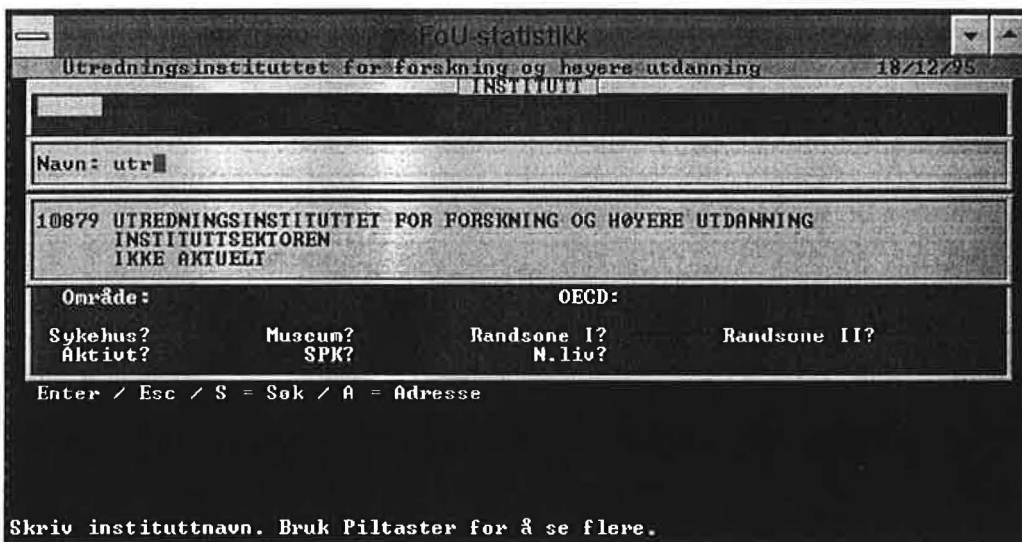 FoU-statistikk
Utredningsinstituttet for forskning og høyere utdanning 18/12/95
INSTITUTT
Navn: utr
10879 UTREDNINGSINSTITUTTET FOR FORSKNING OG HØYERE UTDANNING
INSTITUTTSEKTOREN
IKKE AKTUELT
Område: OECD:
Sykehus? Museum? Randsone I? Randsone II?
Aktivt? SPK? N.liv?
Enter / Esc / S = Søk / A = Adresse
Skriv instituttnavn. Bruk Piltaster for å se flere.